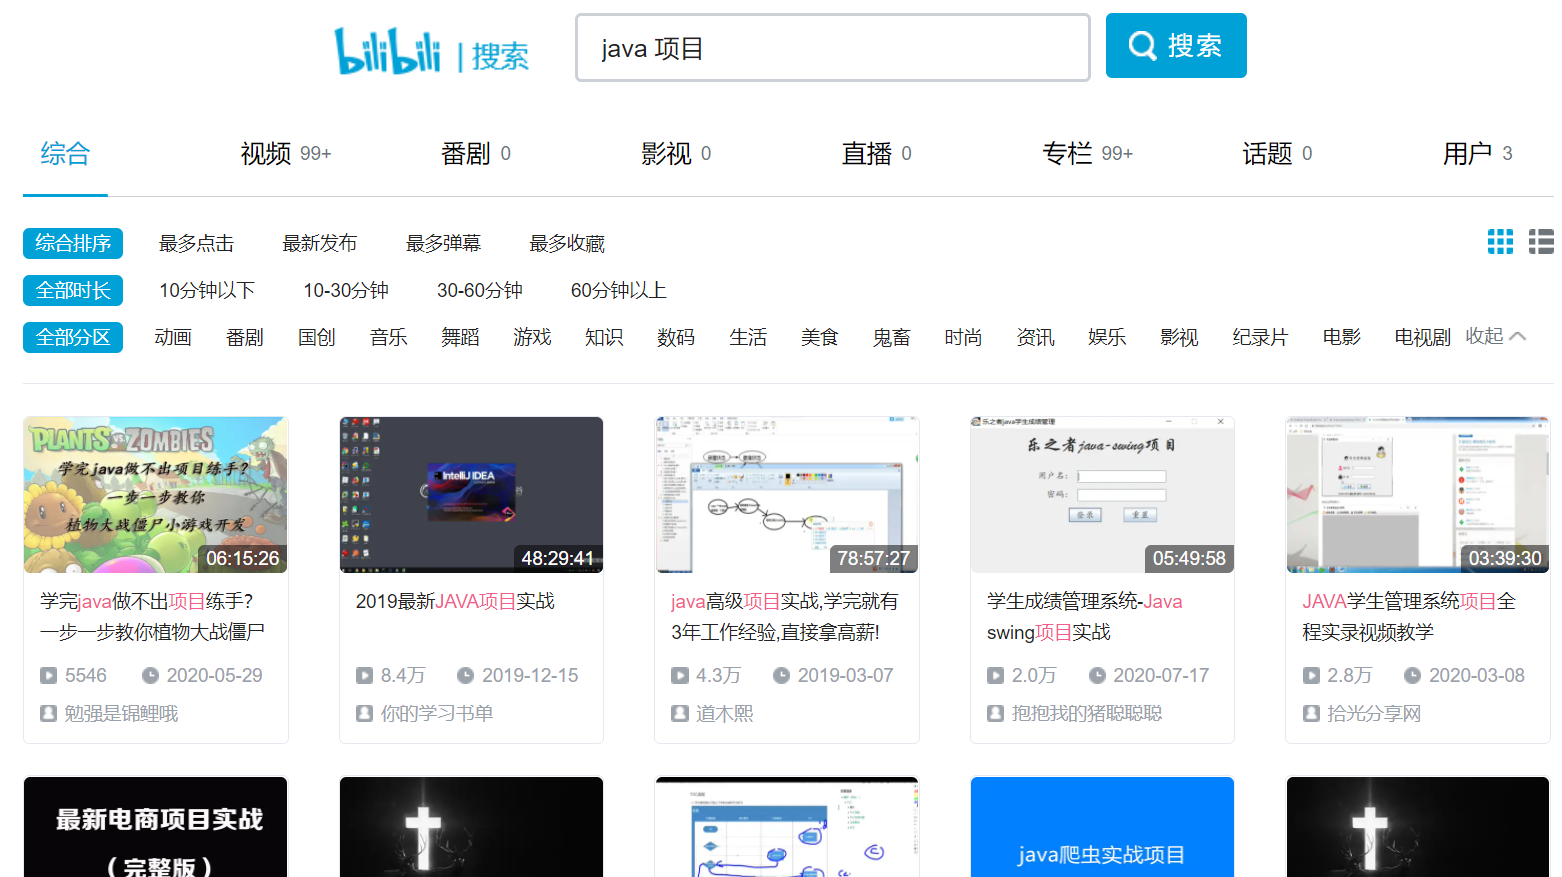 bilibili | 搜索
java 项目
搜索
综合
视频 99+
番剧 0
影视 0
直播 0
专栏 99+
话题 0
用户 3
综合排序 最多点击 最新发布 最多弹幕 最多收藏
全部时长 10分钟以下 10-30分钟 30-60分钟 60分钟以上
全部分区 动画 番剧 国创 音乐 舞蹈 游戏 知识 数码 生活 美食 鬼畜 时尚 资讯 娱乐 影视 纪录片 电影 电视剧 收起
PLANTS VS. ZOMBIES
学完java做不出项目练手?
一步一步教你
植物大战僵尸小游戏开发
06:15:26
学完java做不出项目练手?
一步一步教你植物大战僵尸
5546 2020-05-29
勉强是锦鲤哦
IntelliJ IDEA
48:29:41
2019最新JAVA项目实战
8.4万 2019-12-15
你的学习书单
78:57:27
java高级项目实战,学完就有
3年工作经验,直接拿高薪!
4.3万 2019-03-07
道木熙
乐之者java学生成绩管理
乐之者java-swing项目
用户名:
密码:
登录 重置
05:49:58
学生成绩管理系统-Java
swing项目实战
2.0万 2020-07-17
抱抱我的猪聪聪聪
03:39:30
JAVA学生管理系统项目全
程实录视频教学
2.8万 2020-03-08
拾光分享网
最新电商项目实战
（完整版）
java爬虫实战项目